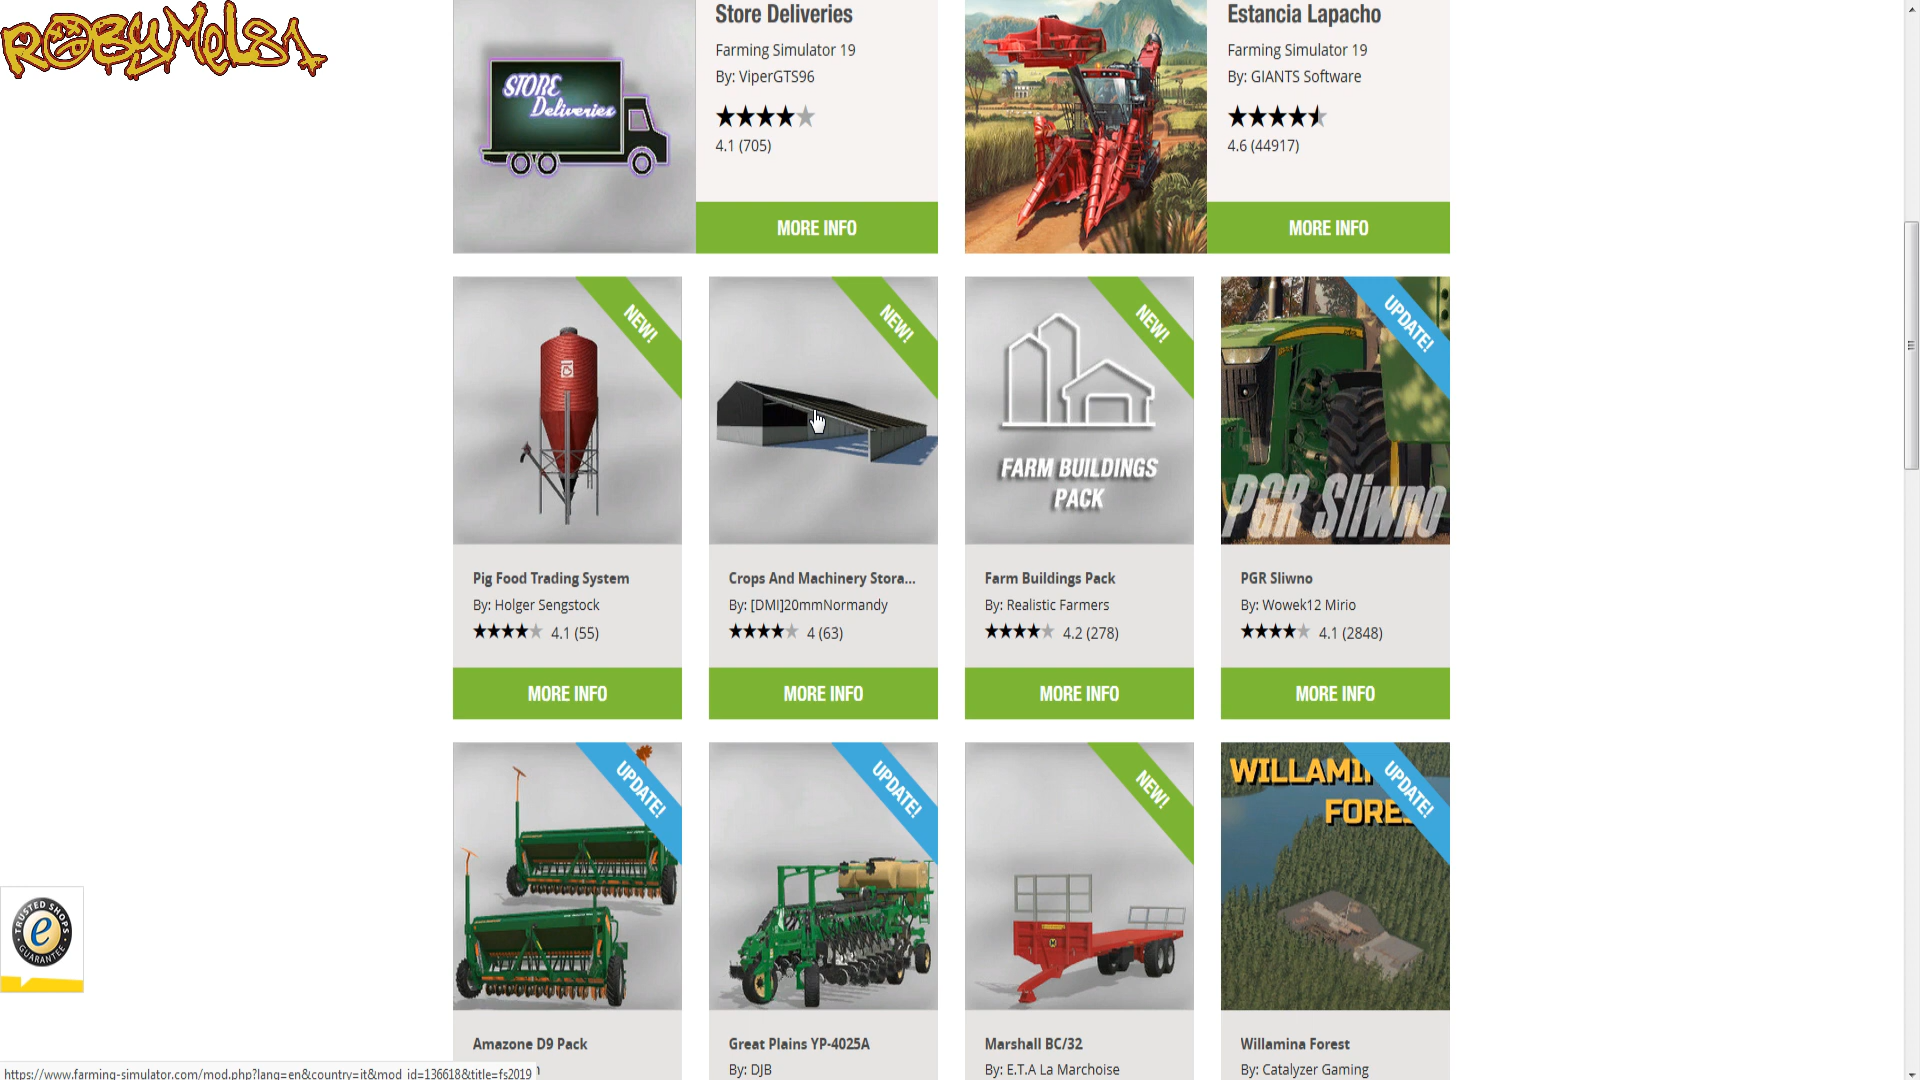 RobyMel81
Store Deliveries
Farming Simulator 19
By: ViperGTS96
4.1 (705)
MORE INFO
STORE
Deliveries
Estancia Lapacho
Farming Simulator 19
By: GIANTS Software
4.6 (44917)
MORE INFO
NEW!
Pig Food Trading System
By: Holger Sengstock
4.1 (55)
MORE INFO
NEW!
Crops And Machinery Stora...
By: [DMI]20mmNormandy
4 (63)
MORE INFO
NEW!
FARM BUILDINGS
PACK
Farm Buildings Pack
By: Realistic Farmers
4.2 (278)
MORE INFO
UPDATE!
PGR Sliwno
PGR Sliwno
By: Wowek12 Mirio
4.1 (2848)
MORE INFO
UPDATE!
Amazone D9 Pack
UPDATE!
Great Plains YP-4025A
By: DJB
NEW!
Marshall BC/32
By: E.T.A La Marchoise
UPDATE!
Willamina Forest
By: Catalyzer Gaming
TRUSTED SHOPS
e
GUARANTEE
https://www.farming-simulator.com/mod.php?lang=en&country=it&mod_id=136618&title=fs2019